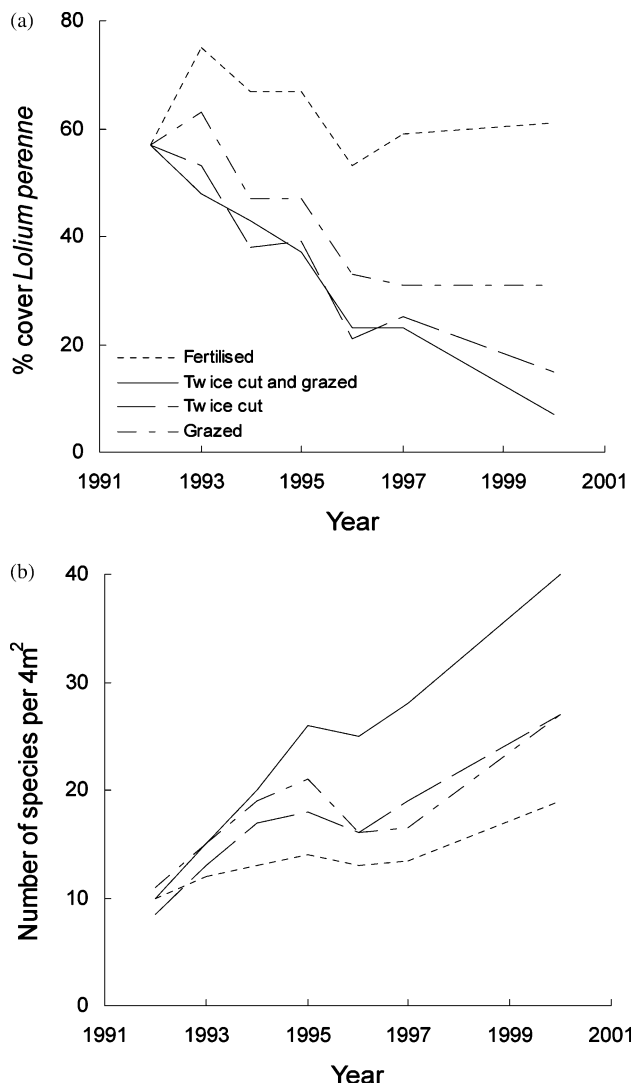 (a)
80
60
40
20
0
% cover Lolium perenne
Fertilised
Twice cut and grazed
Twice cut
Grazed
1991 1993 1995 1997 1999 2001
Year
(b)
40
30
20
10
0
Number of species per 4m²
1991 1993 1995 1997 1999 2001
Year